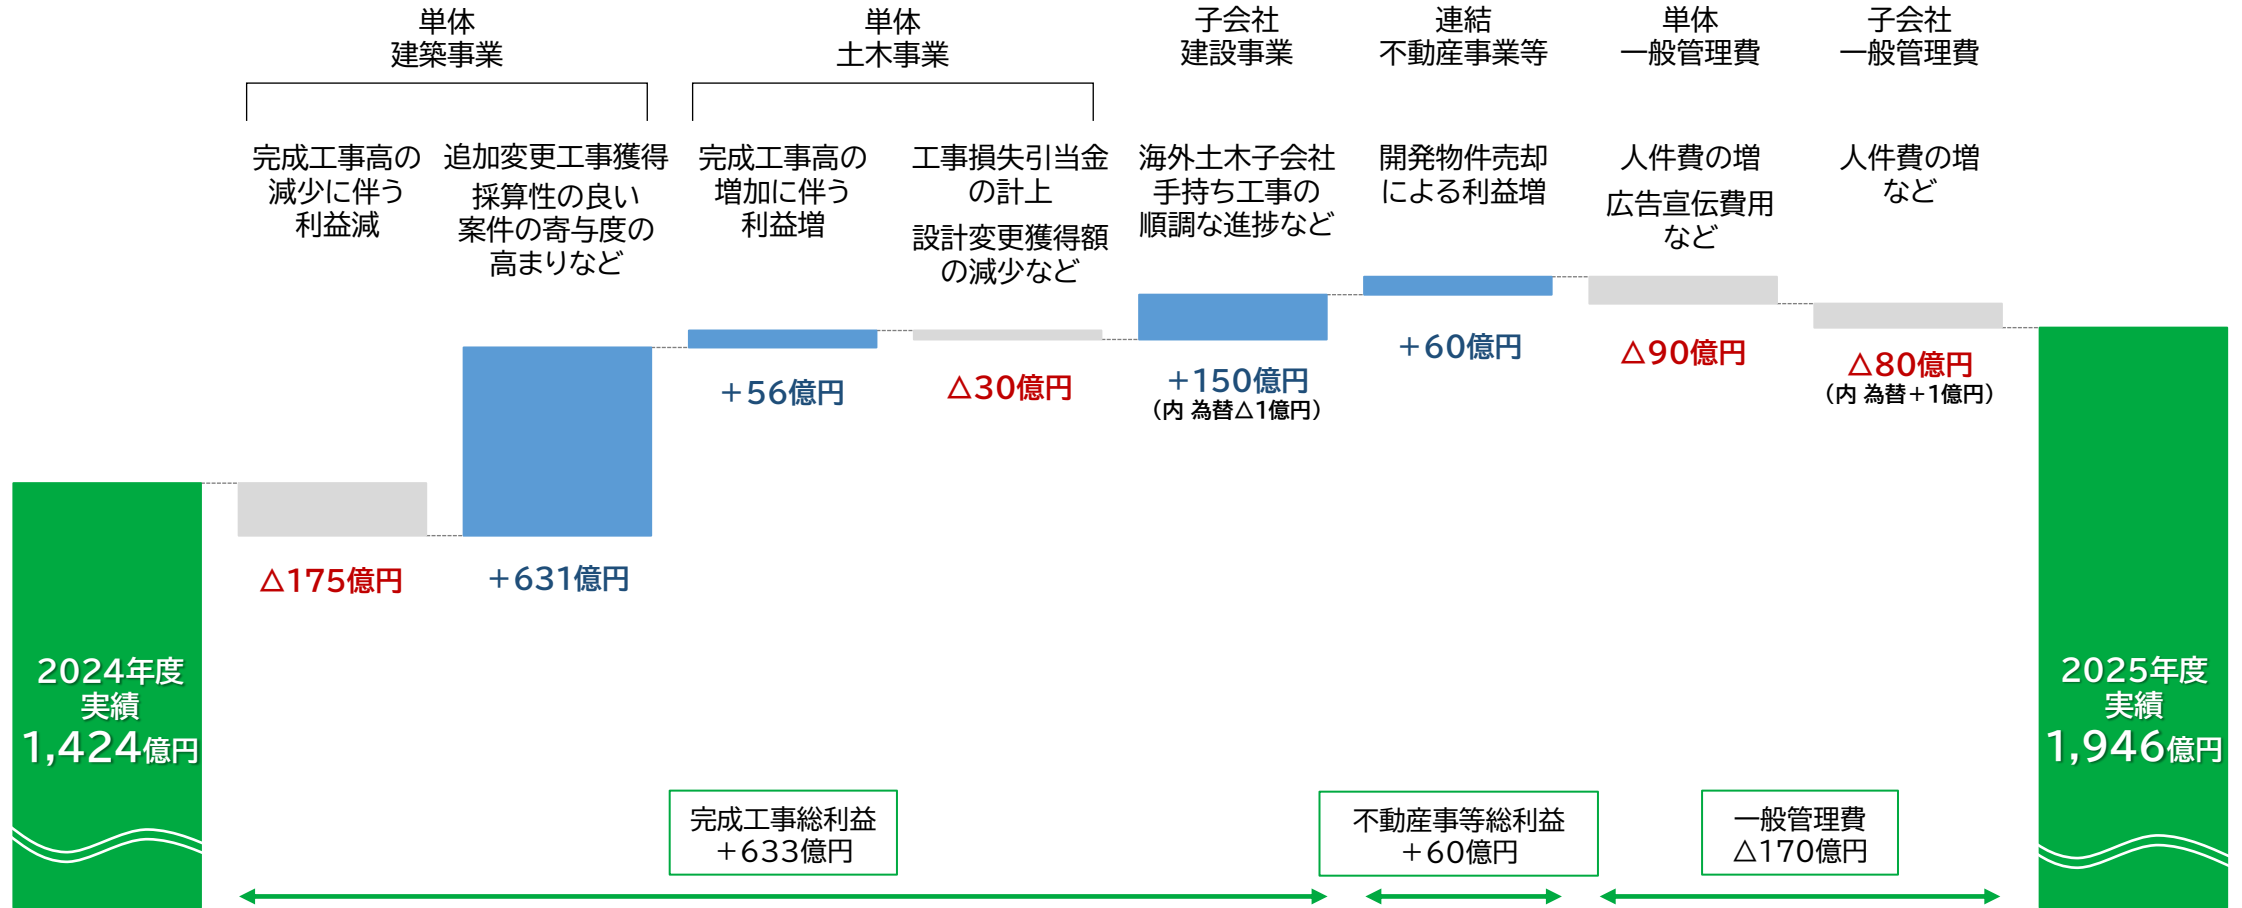 単体
建築事業
単体
土木事業
子会社
建設事業
連結
不動産事業等
単体
一般管理費
子会社
一般管理費
完成工事高の
減少に伴う
利益減
追加変更工事獲得
採算性の良い
案件の寄与度の
高まりなど
完成工事高の
増加に伴う
利益増
工事損失引当金
の計上
設計変更獲得額
の減少など
海外土木子会社
手持ち工事の
順調な進捗など
開発物件売却
による利益増
人件費の増
広告宣伝費用
など
人件費の増
など
△175億円
+631億円
+56億円
△30億円
+150億円
(内 為替△1億円)
+60億円
△90億円
△80億円
(内 為替+1億円)
2024年度
実績
1,424億円
2025年度
実績
1,946億円
完成工事総利益
+633億円
不動産事等総利益
+60億円
一般管理費
△170億円